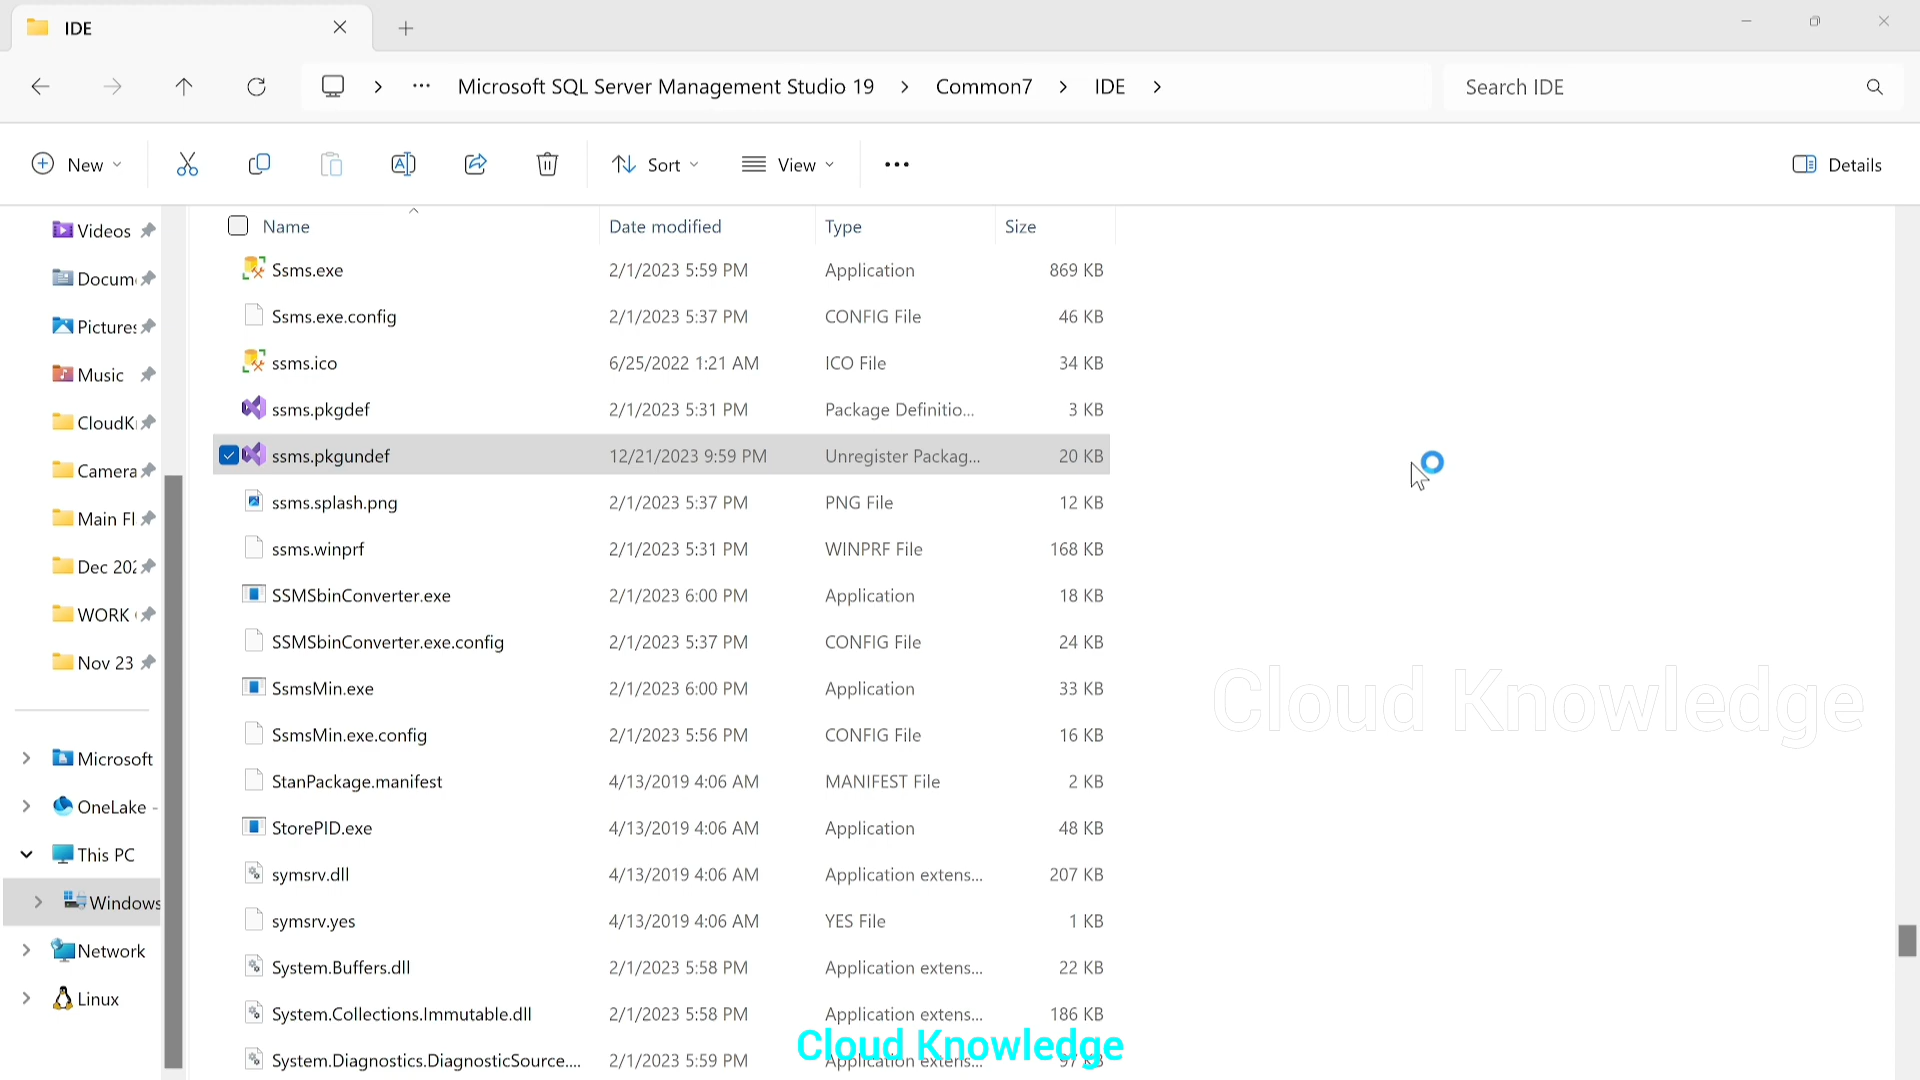 IDE
Microsoft SQL Server Management Studio 19 > Common7 > IDE >
Search IDE
New
Sort
View
Details
Name Date modified Type Size
Videos
Docum
Pictures
Music
CloudK
Camera
Main Fl
Dec 202
WORK
Nov 23
Microsoft
OneLake -
This PC
Windows
Network
Linux
Ssms.exe 2/1/2023 5:59 PM Application 869 KB
Ssms.exe.config 2/1/2023 5:37 PM CONFIG File 46 KB
ssms.ico 6/25/2022 1:21 AM ICO File 34 KB
ssms.pkgdef 2/1/2023 5:31 PM Package Definitio... 3 KB
ssms.pkgundef 12/21/2023 9:59 PM Unregister Packag... 20 KB
ssms.splash.png 2/1/2023 5:37 PM PNG File 12 KB
ssms.winprf 2/1/2023 5:31 PM WINPRF File 168 KB
SSMSbinConverter.exe 2/1/2023 6:00 PM Application 18 KB
SSMSbinConverter.exe.config 2/1/2023 5:37 PM CONFIG File 24 KB
SsmsMin.exe 2/1/2023 6:00 PM Application 33 KB
SsmsMin.exe.config 2/1/2023 5:56 PM CONFIG File 16 KB
StanPackage.manifest 4/13/2019 4:06 AM MANIFEST File 2 KB
StorePID.exe 4/13/2019 4:06 AM Application 48 KB
symsrv.dll 4/13/2019 4:06 AM Application extens... 207 KB
symsrv.yes 4/13/2019 4:06 AM YES File 1 KB
System.Buffers.dll 2/1/2023 5:58 PM Application extens... 22 KB
System.Collections.Immutable.dll 2/1/2023 5:58 PM Application extens... 186 KB
System.Diagnostics.DiagnosticSource.... 2/1/2023 5:59 PM Application extens... 97 KB
Cloud Knowledge
Cloud Knowledge